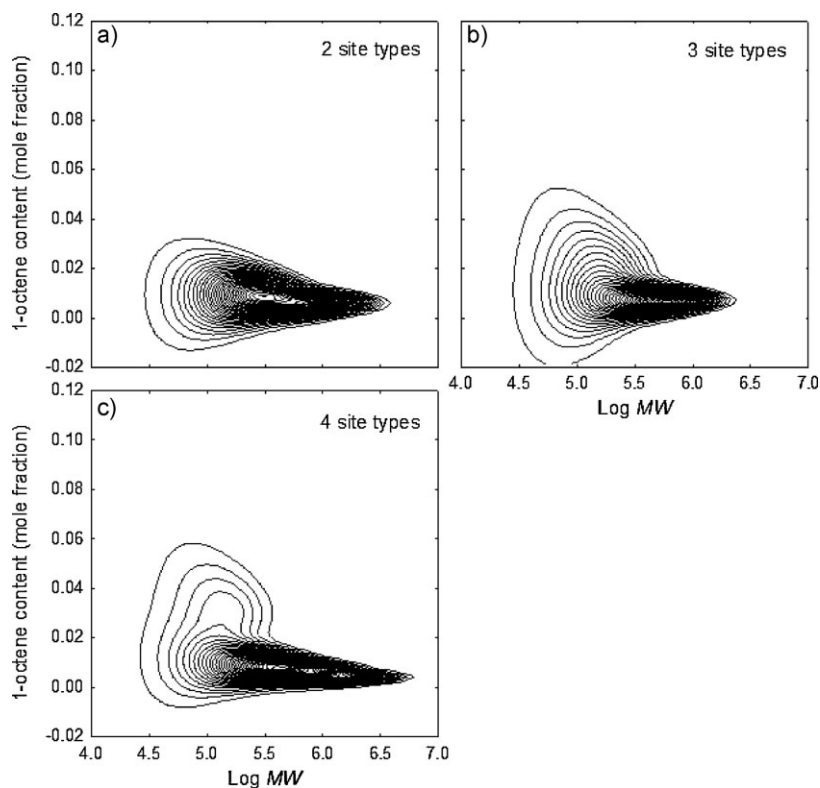 a)
2 site types
0.12
0.10
0.08
0.06
0.04
0.02
0.00
-0.02
1-octene content (mole fraction)
b)
3 site types
4.0 4.5 5.0 5.5 6.0 6.5 7.0
Log MW
c)
4 site types
0.12
0.10
0.08
0.06
0.04
0.02
0.00
-0.02
1-octene content (mole fraction)
4.0 4.5 5.0 5.5 6.0 6.5 7.0
Log MW